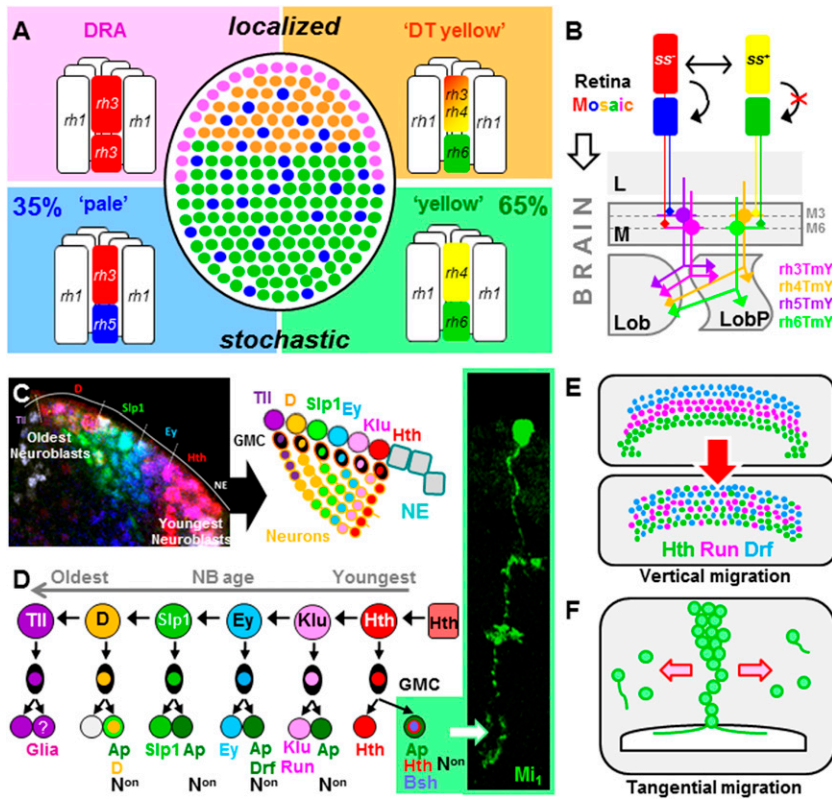 A
DRA
localized
'DT yellow'
rh1
rh3
rh3
rh1
rh1
rh3
rh4
rh6
rh1
35%
'pale'
'yellow'
65%
rh1
rh3
rh5
rh1
rh1
rh4
rh6
rh1
stochastic
B
ss-
ss+
Retina
Mosaic
BRAIN
L
M
M3
M6
Lob
LobP
rh3TmY
rh4TmY
rh5TmY
rh6TmY
C
D
Tll
Slp1
Ey
Hth
NE
Oldest
Neuroblasts
Youngest
Neuroblasts
Tll
D
Slp1
Ey
Klu
Hth
GMC
NE
Neurons
Mi1
D
Oldest
NB age
Youngest
Tll
D
Slp1
Ey
Klu
Hth
Hth
GMC
?
Glia
Ap
D
Non
Slp1
Ap
Non
Ey
Ap
Drf
Non
Klu
Run
Ap
Non
Hth
Ap
Hth
Bsh
Non
E
Hth Run Drf
Vertical migration
F
Tangential migration